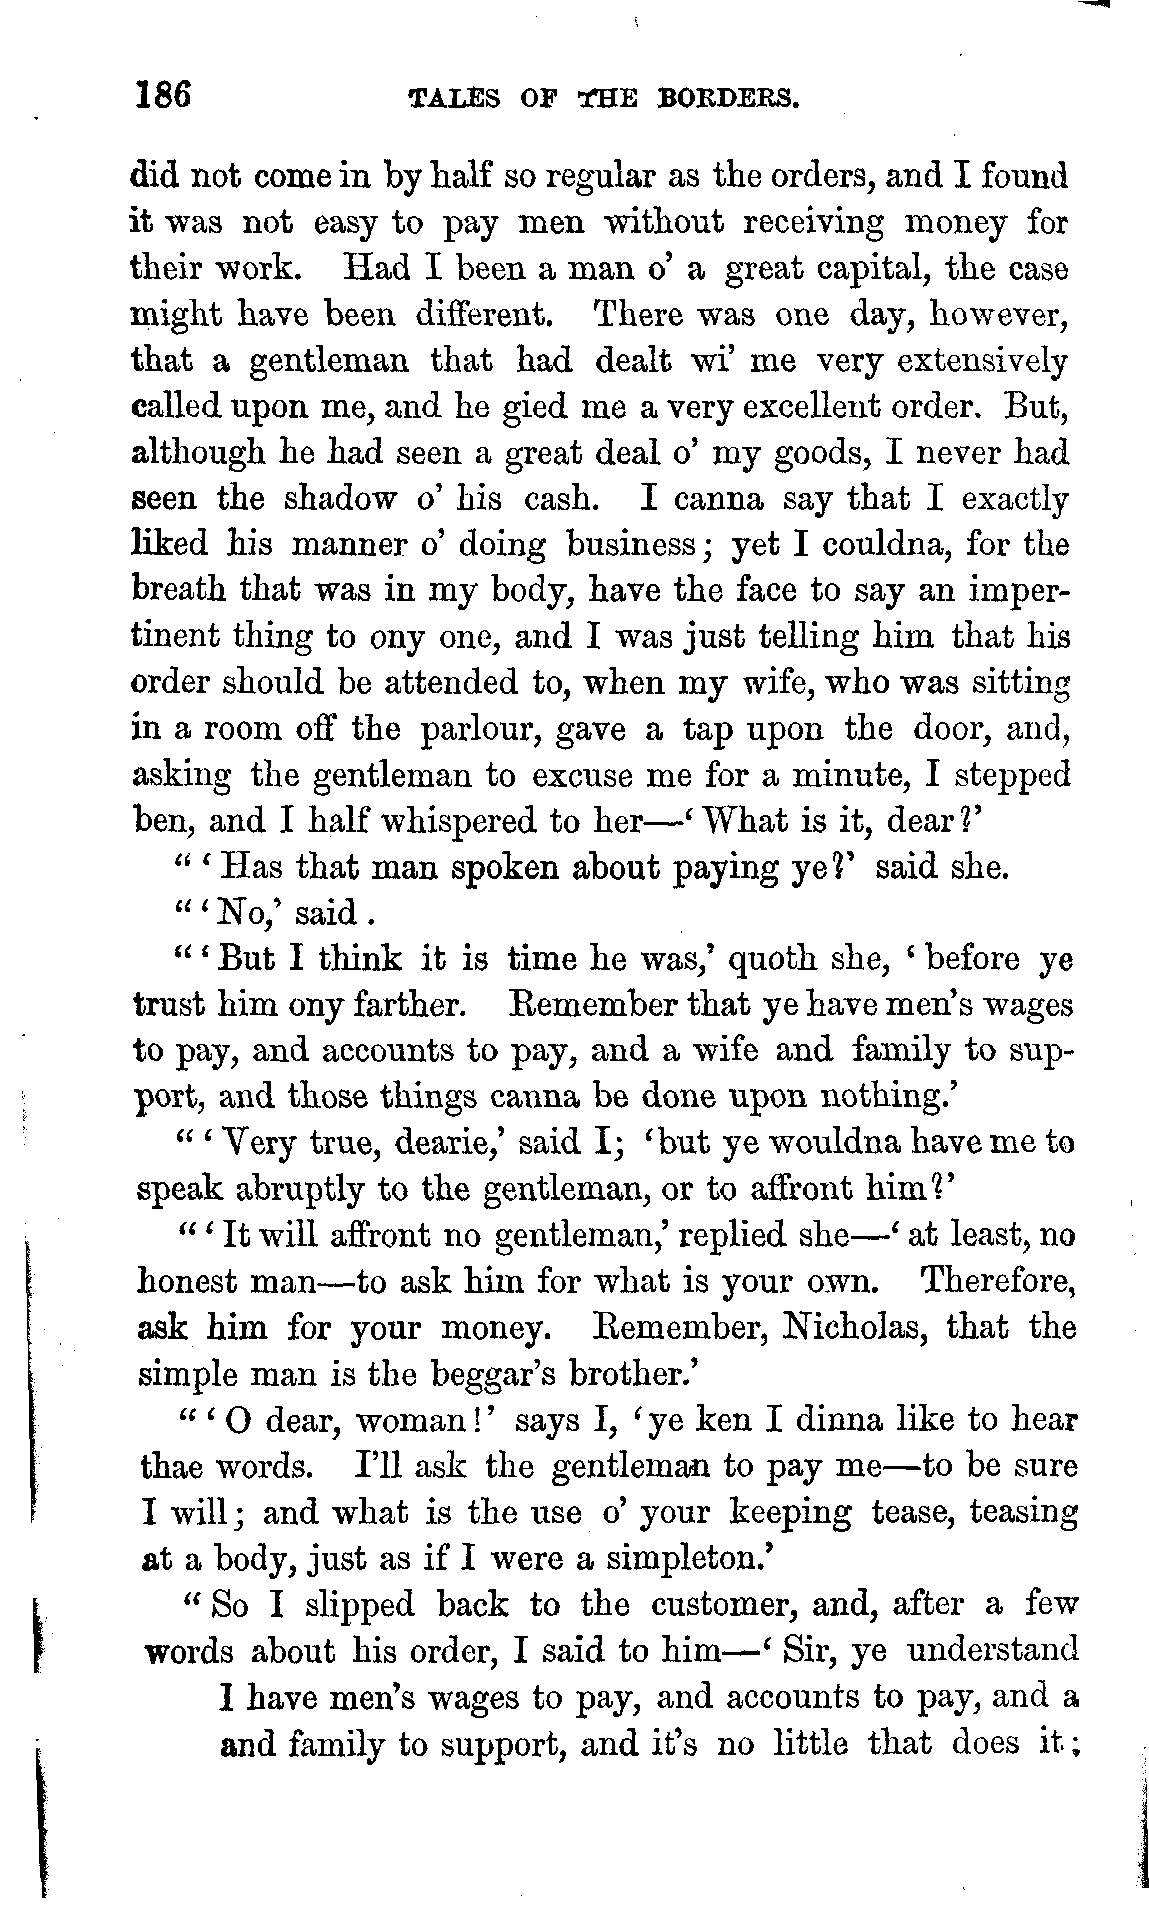 186 TALES OF THE BORDERS.
did not come in by half so regular as the orders, and I found
it was not easy to pay men without receiving money for
their work. Had I been a man o' a great capital, the case
might have been different. There was one day, however,
that a gentleman that had dealt wi' me very extensively
called upon me, and he gied me a very excellent order. But,
although he had seen a great deal o' my goods, I never had
seen the shadow o' his cash. I canna say that I exactly
liked his manner o' doing business; yet I couldna, for the
breath that was in my body, have the face to say an imper-
tinent thing to ony one, and I was just telling him that his
order should be attended to, when my wife, who was sitting
in a room off the parlour, gave a tap upon the door, and,
asking the gentleman to excuse me for a minute, I stepped
ben, and I half whispered to her—‘What is it, dear?’
“‘Has that man spoken about paying ye?’ said she.
“‘No,’ said .
“‘But I think it is time he was,’ quoth she, ‘before ye
trust him ony farther. Remember that ye have men's wages
to pay, and accounts to pay, and a wife and family to sup-
port, and those things canna be done upon nothing.’
“‘Very true, dearie,’ said I; ‘but ye wouldna have me to
speak abruptly to the gentleman, or to affront him?’
“‘It will affront no gentleman,’ replied she—‘at least, no
honest man—to ask him for what is your own. Therefore,
ask him for your money. Remember, Nicholas, that the
simple man is the beggar's brother.’
“‘O dear, woman!’ says I, ‘ye ken I dinna like to hear
thae words. I'll ask the gentleman to pay me—to be sure
I will; and what is the use o' your keeping tease, teasing
at a body, just as if I were a simpleton.’
“So I slipped back to the customer, and, after a few
words about his order, I said to him—‘Sir, ye understand
I have men's wages to pay, and accounts to pay, and a
and family to support, and it's no little that does it;